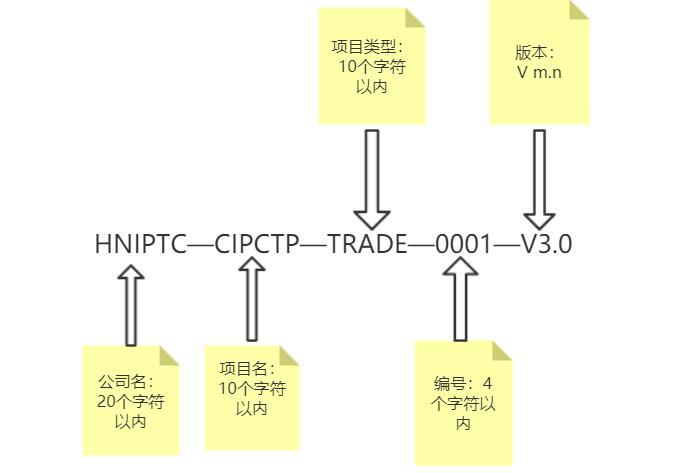 项目类型：
10个字符
以内
版本：
V m.n
HNIPTC—CIPCTP—TRADE—0001—V3.0
公司名：
20个字符
以内
项目名：
10个字符
以内
编号：4
个字符以
内